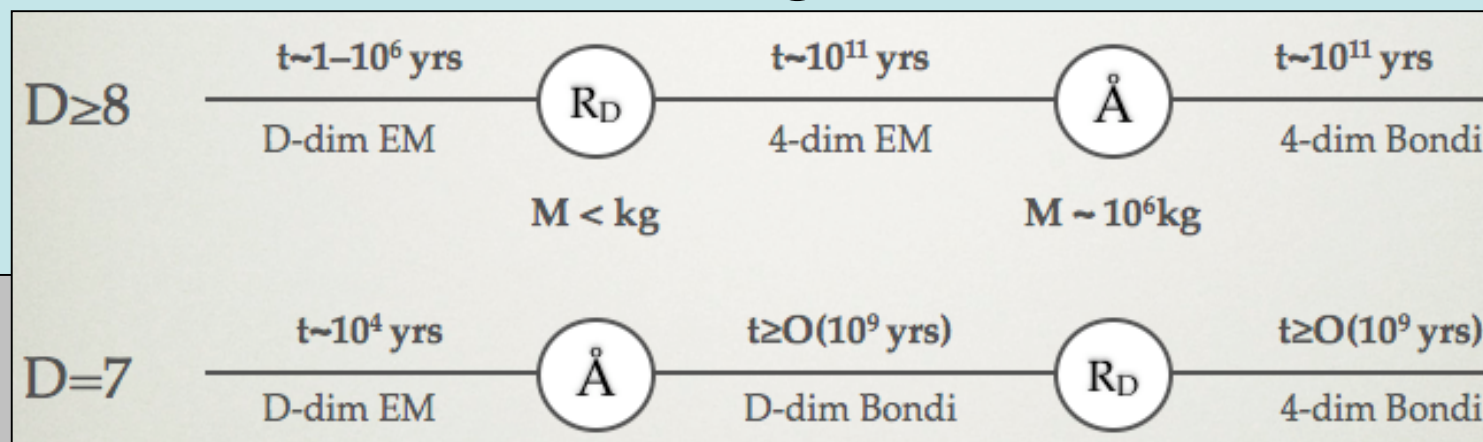 t~1–10⁶ yrs t~10¹¹ yrs t~10¹¹ yrs
D≥8 R_D Å
D-dim EM 4-dim EM 4-dim Bondi
M < kg M ~ 10⁶kg
t~10⁴ yrs t≥O(10⁹ yrs) t≥O(10⁹ yrs)
D=7 Å R_D
D-dim EM D-dim Bondi 4-dim Bondi